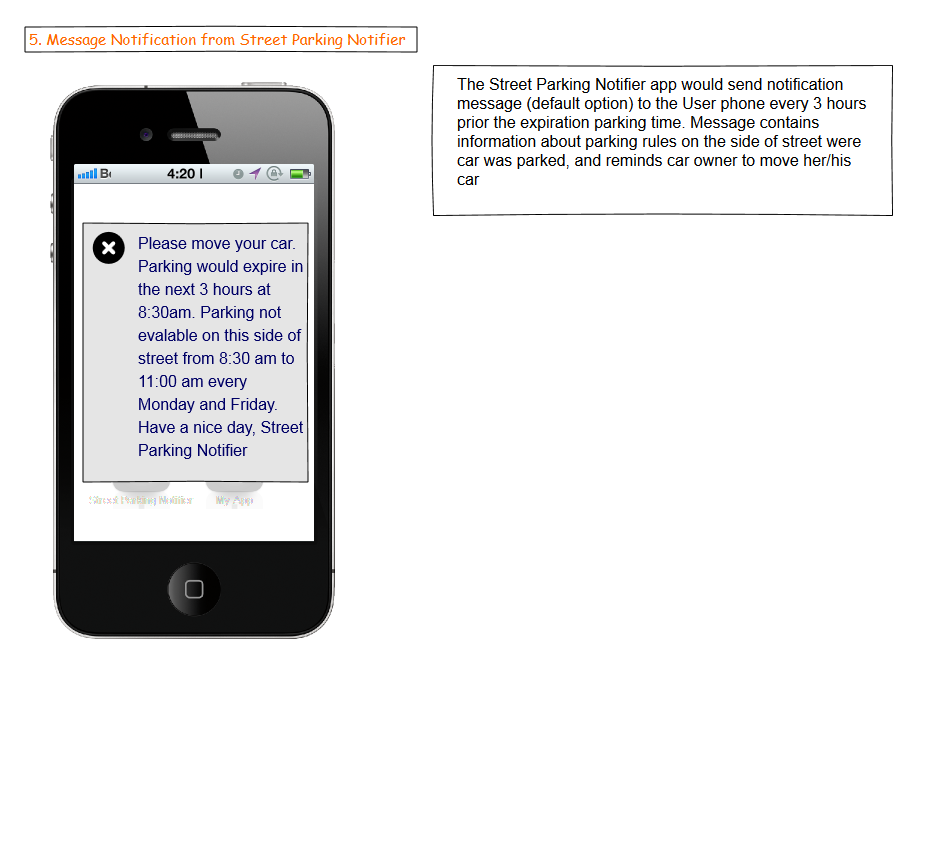 5. Message Notification from Street Parking Notifier
The Street Parking Notifier app would send notification
message (default option) to the User phone every 3 hours
prior the expiration parking time. Message contains
information about parking rules on the side of street were
car was parked, and reminds car owner to move her/his
car
4:20
Please move your car.
Parking would expire in
the next 3 hours at
8:30am. Parking not
evalable on this side of
street from 8:30 am to
11:00 am every
Monday and Friday.
Have a nice day, Street
Parking Notifier
Street Parking Notifier
My App